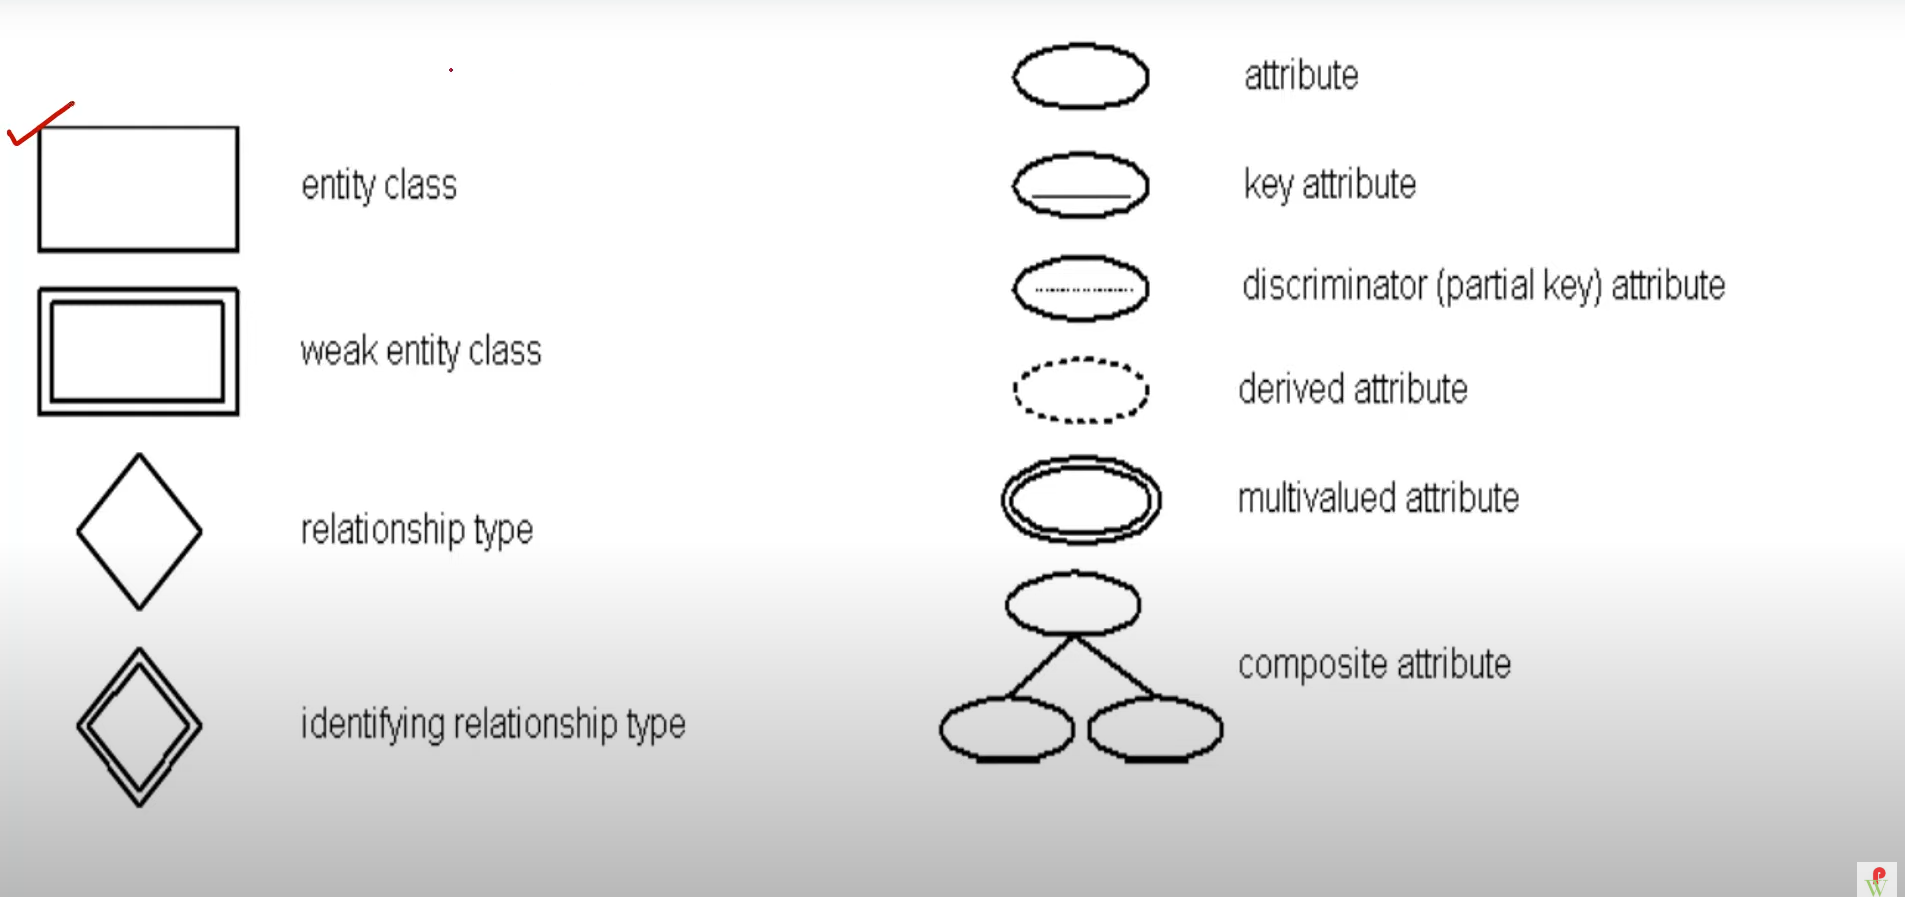 entity class
weak entity class
relationship type
identifying relationship type
attribute
key attribute
discriminator (partial key) attribute
derived attribute
multivalued attribute
composite attribute
P
W